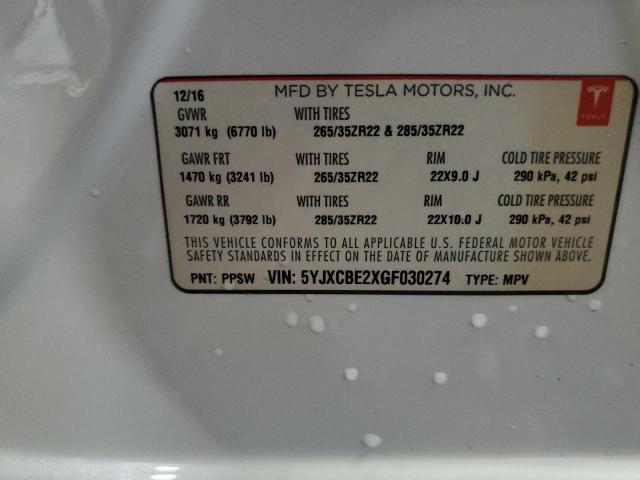 12/16 MFD BY TESLA MOTORS, INC.
GVWR WITH TIRES
3071 kg (6770 lb) 265/35ZR22 & 285/35ZR22
TESLA
GAWR FRT WITH TIRES RIM COLD TIRE PRESSURE
1470 kg (3241 lb) 265/35ZR22 22X9.0 J 290 kPa, 42 psi
GAWR RR WITH TIRES RIM COLD TIRE PRESSURE
1720 kg (3792 lb) 285/35ZR22 22X10.0 J 290 kPa, 42 psi
THIS VEHICLE CONFORMS TO ALL APPLICABLE U.S. FEDERAL MOTOR VEHICLE
SAFETY STANDARDS IN EFFECT ON THE DATE OF MANUFACTURE SHOWN ABOVE.
PNT: PPSW VIN: 5YJXCBE2XGF030274 TYPE: MPV